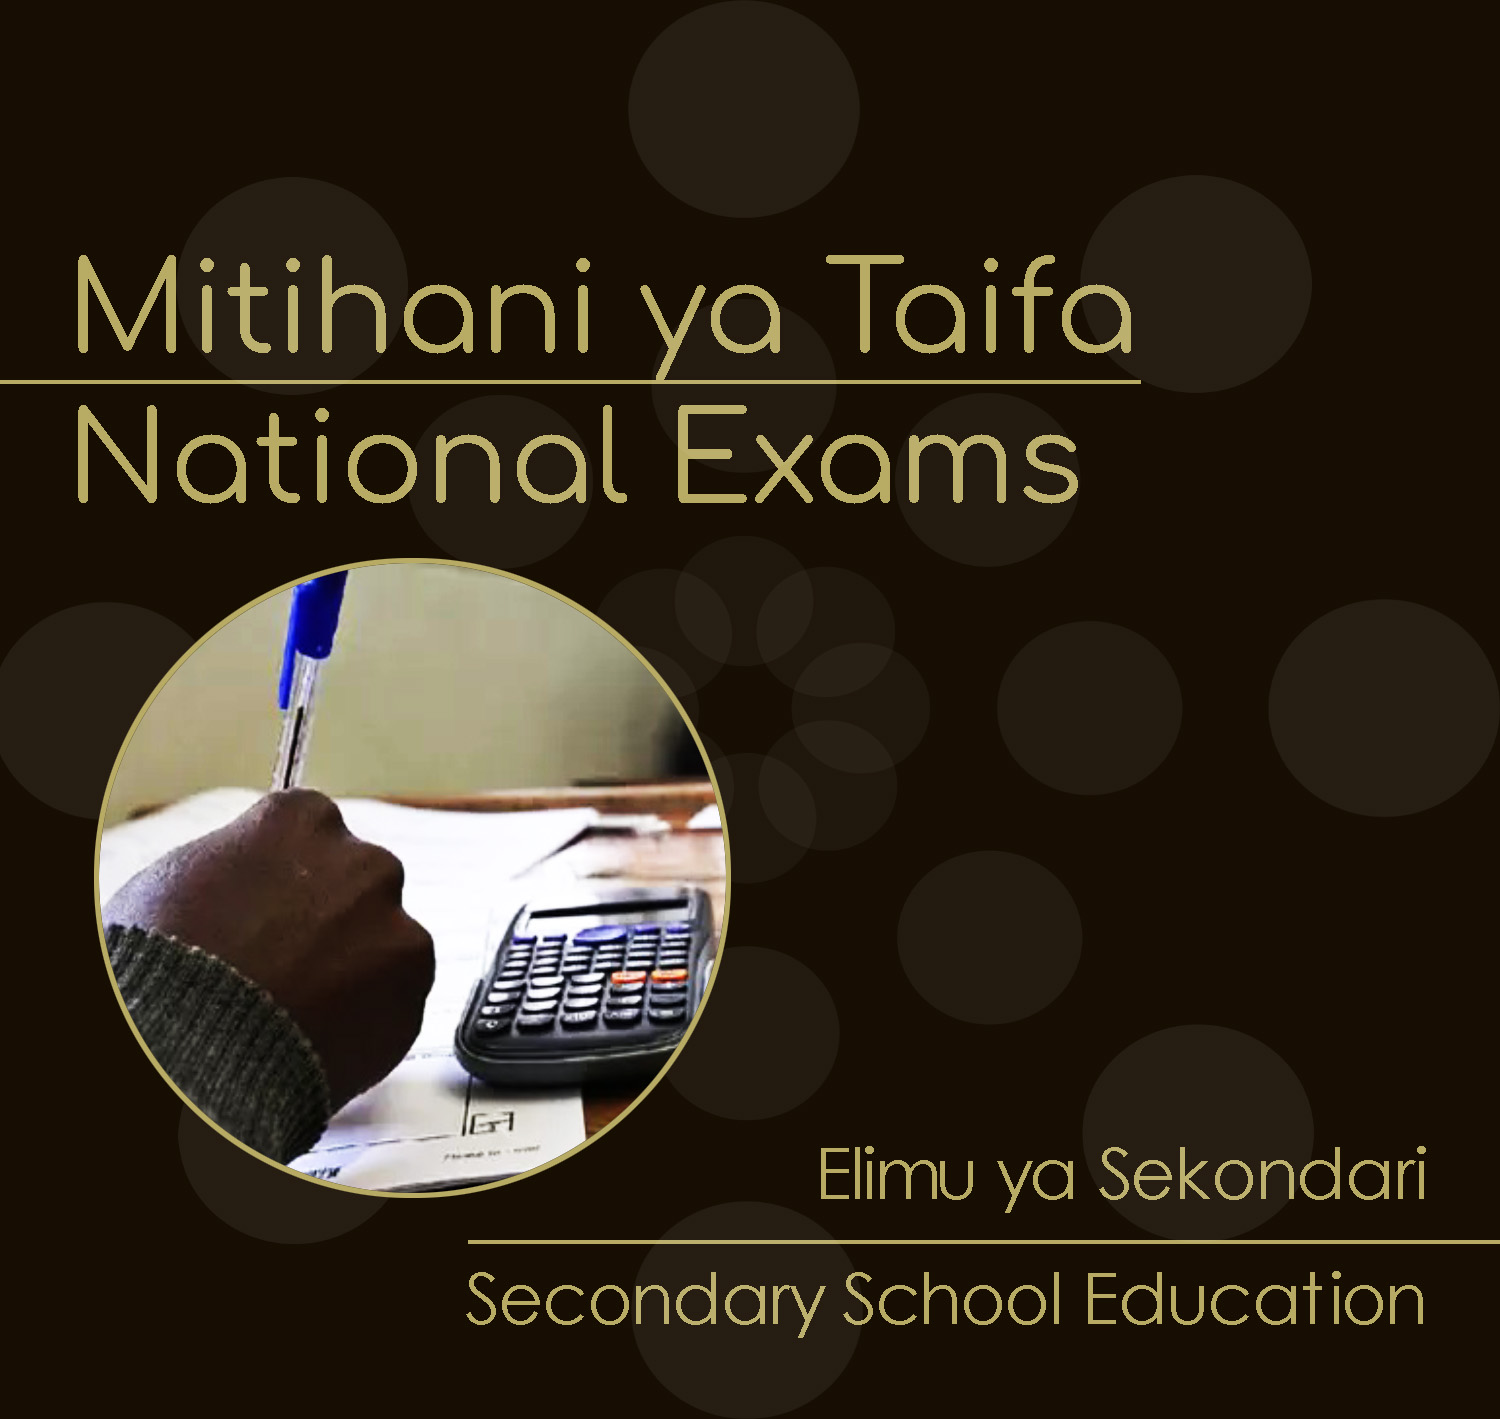 Mitihani ya Taifa
National Exams
Elimu ya Sekondari
Secondary School Education